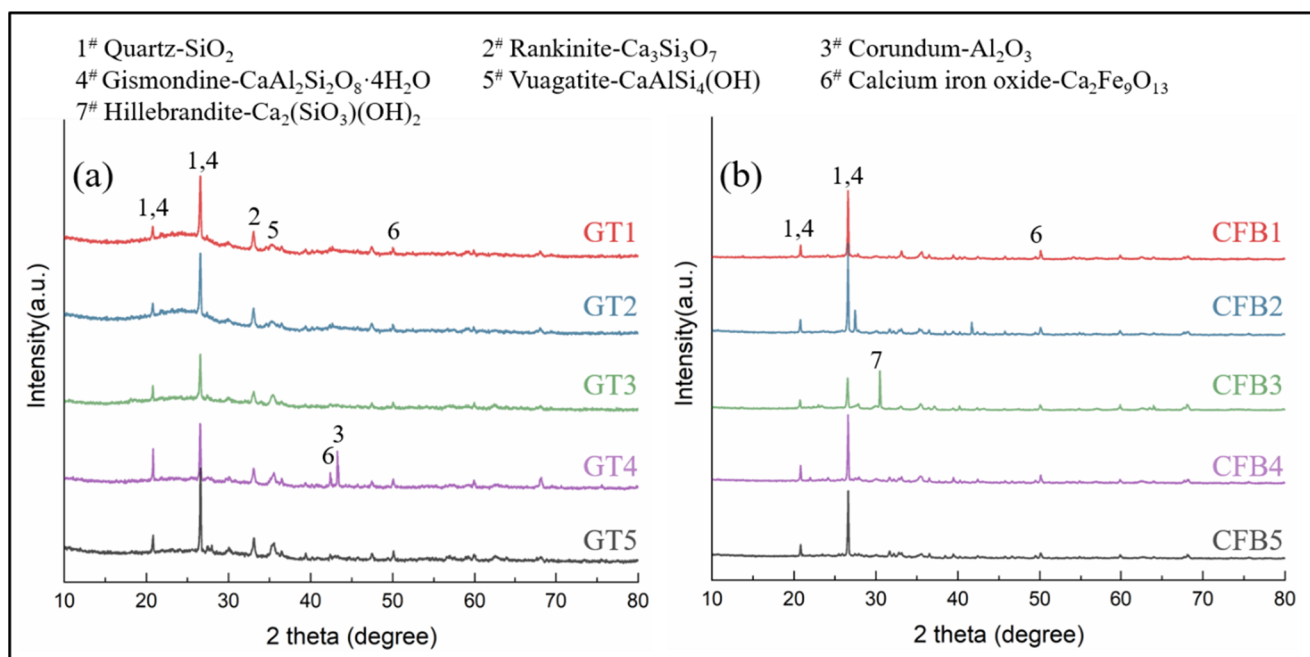 1# Quartz-SiO2 2# Rankinite-Ca3Si3O7 3# Corundum-Al2O3
4# Gismondine-CaAl2Si2O8·4H2O 5# Vuagatite-CaAlSi4(OH) 6# Calcium iron oxide-Ca2Fe9O13
7# Hillebrandite-Ca2(SiO3)(OH)2
(a)
1,4
1,4
2
5
6
GT1
GT2
GT3
6
3
GT4
GT5
Intensity(a.u.)
10 20 30 40 50 60 70 80
2 theta (degree)
(b)
1,4
1,4
6
CFB1
CFB2
7
CFB3
CFB4
CFB5
Intensity(a.u.)
10 20 30 40 50 60 70 80
2 theta (degree)